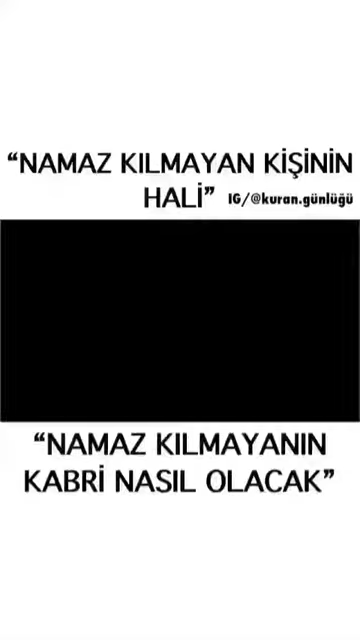 “NAMAZ KILMAYAN KİŞİNİN
HALİ” IG/@kuran.günlüğü
“NAMAZ KILMAYANIN
KABRİ NASIL OLACAK”